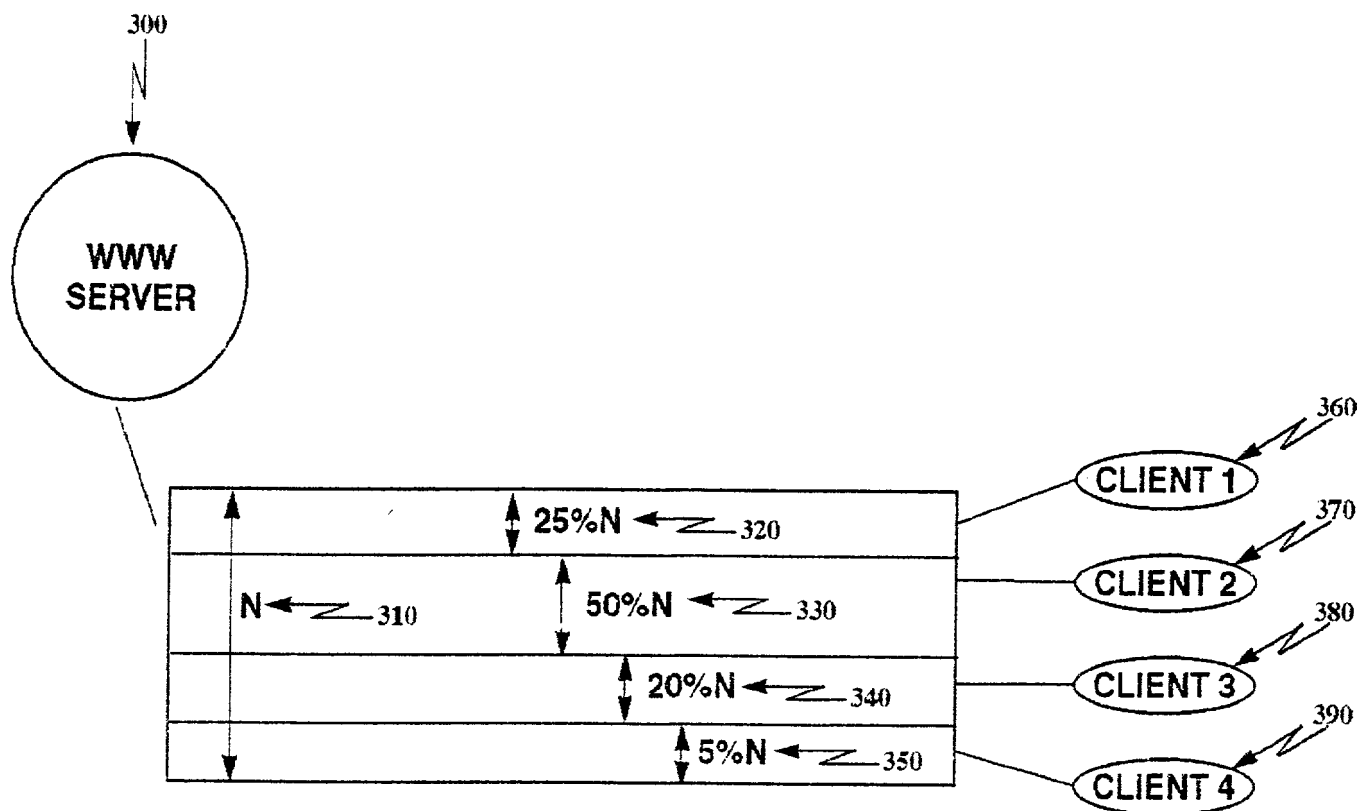 300
WWW
SERVER
360
CLIENT 1
25%N
320
370
CLIENT 2
N
310
50%N
330
380
CLIENT 3
20%N
340
390
5%N
350
CLIENT 4